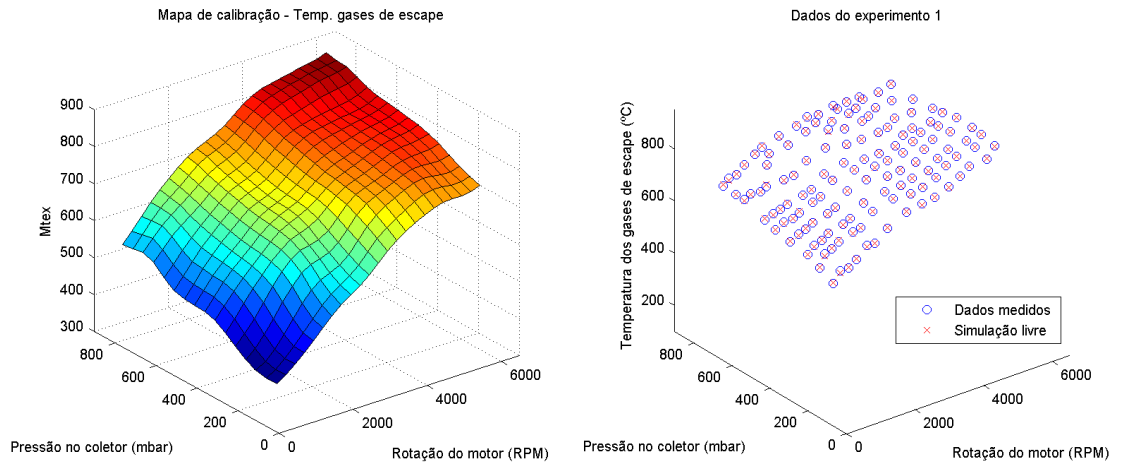 Mapa de calibração - Temp. gases de escape
900
800
700
600
500
400
300
Mtex
800
600
400
200
0
0
2000
4000
6000
Pressão no coletor (mbar)
Rotação do motor (RPM)
Dados do experimento 1
800
600
400
200
Temperatura dos gases de escape (ºC)
Dados medidos
Simulação livre
800
600
400
200
0
0
2000
4000
6000
Pressão no coletor (mbar)
Rotação do motor (RPM)